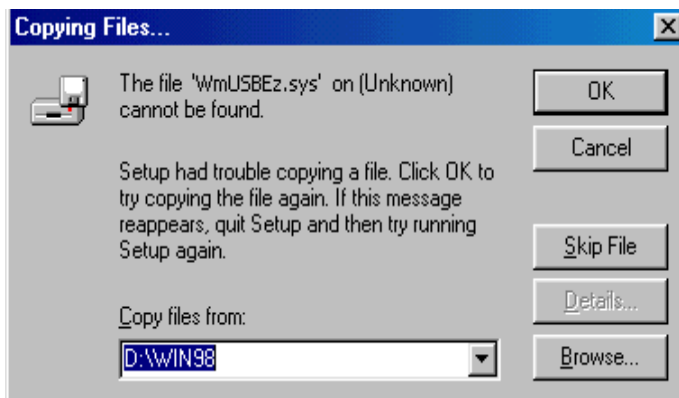 Copying Files...
The file 'WmUSBEz.sys' on (Unknown)
cannot be found.
OK
Cancel
Setup had trouble copying a file. Click OK to
try copying the file again. If this message
reappears, quit Setup and then try running
Setup again.
Skip File
Details...
Copy files from:
D:\WIN98
Browse...